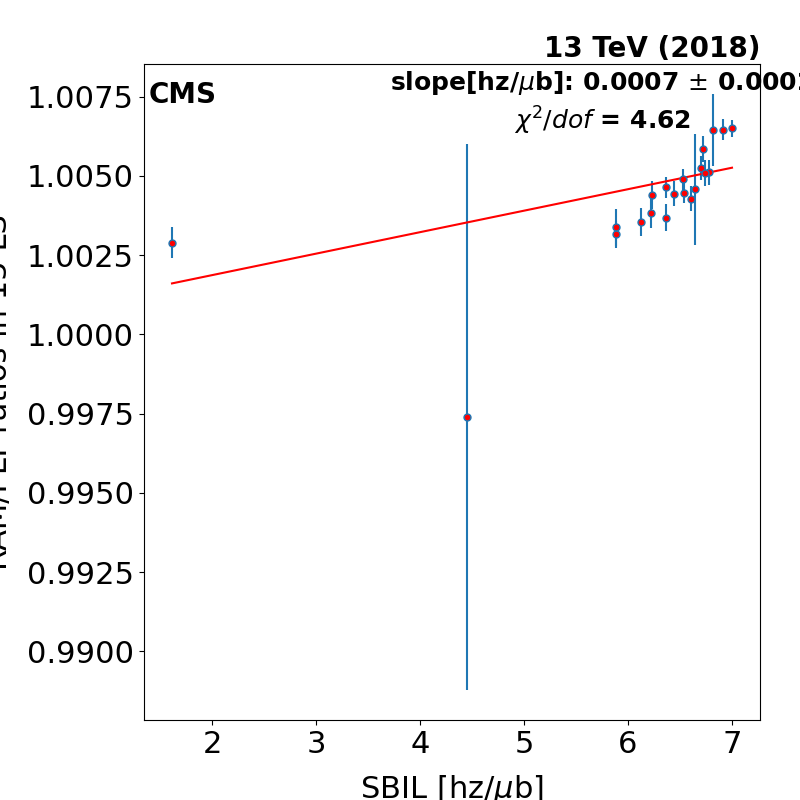 13 TeV (2018)
CMS
slope[hz/μb]: 0.0007 ± 0.000
χ²/dof = 4.62
1.0075
1.0050
1.0025
1.0000
0.9975
0.9950
0.9925
0.9900
2 3 4 5 6 7
SBIL [hz/μb]